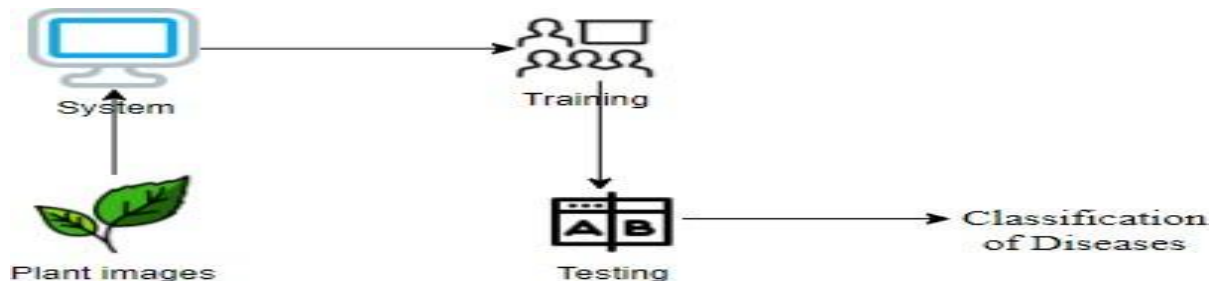 System
Training
Plant images
A B
Testing
Classification
of Diseases